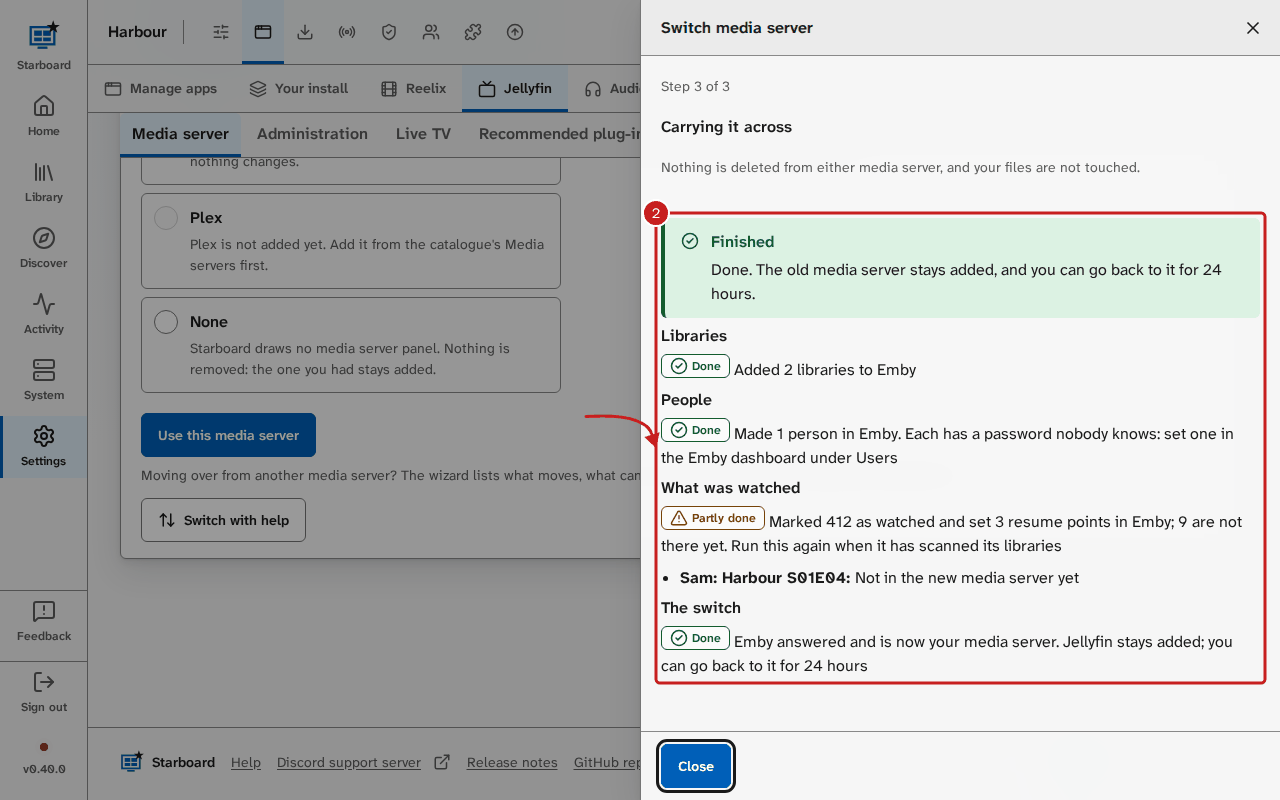 Starboard
Home
Library
Discover
Activity
System
Settings
Feedback
Sign out
v0.40.0
Harbour
Manage apps
Your install
Reelix
Jellyfin
Media server
Administration
Live TV
nothing changes.
Plex
Plex is not added yet. Add it from the catalogue's Media
servers first.
None
Starboard draws no media server panel. Nothing is
removed: the one you had stays added.
Use this media server
Moving over from another media server? The wizard lists what moves, what
Switch with help
Starboard
Help
Discord support server
Release notes
GitHub
Switch media server
Step 3 of 3
Carrying it across
Nothing is deleted from either media server, and your files are not touched.
2
Finished
Done. The old media server stays added, and you can go back to it for 24
hours.
Libraries
Done Added 2 libraries to Emby
People
Done Made 1 person in Emby. Each has a password nobody knows: set one in
the Emby dashboard under Users
What was watched
Partly done Marked 412 as watched and set 3 resume points in Emby; 9 are not
there yet. Run this again when it has scanned its libraries
• Sam: Harbour S01E04: Not in the new media server yet
The switch
Done Emby answered and is now your media server. Jellyfin stays added; you
can go back to it for 24 hours
Close